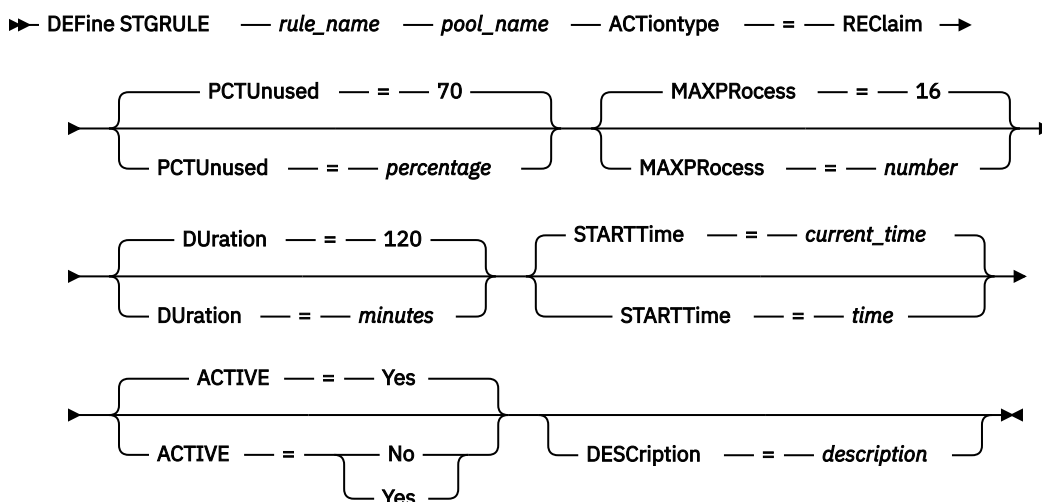 DEFine STGRULE — rule_name — pool_name — ACTiontype — = — REClaim
PCTUnused — = — 70
MAXPRocess — = — 16
PCTUnused — = — percentage
MAXPRocess — = — number
DUration — = — 120
STARTTime — = — current_time
DUration — = — minutes
STARTTime — = — time
ACTIVE — = — Yes
ACTIVE — = — No
DESCription — = — description
Yes